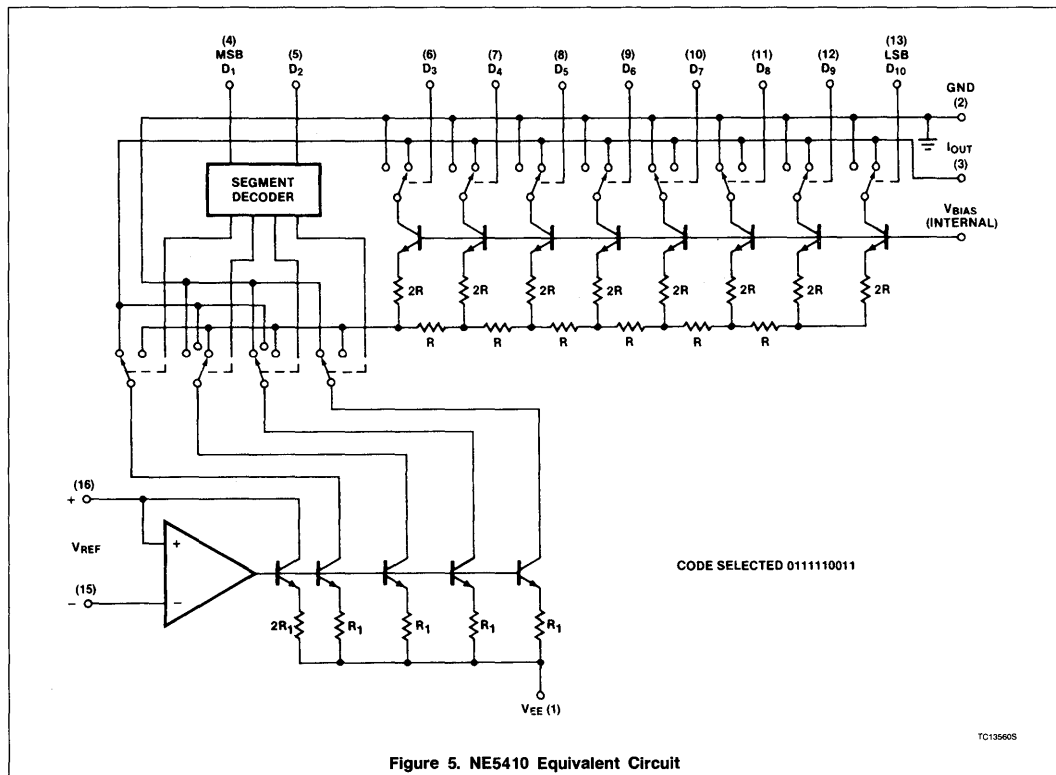 (4) (5) (6) (7) (8) (9) (10) (11) (12) (13)
MSB LSB
D1 D2 D3 D4 D5 D6 D7 D8 D9 D10
GND
(2)
IOUT
(3)
SEGMENT
DECODER
VBIAS
(INTERNAL)
2R 2R 2R 2R 2R 2R 2R 2R
R R R R R R
(16)
+
+
VREF
CODE SELECTED 0111110011
(15)
−
−
2R1 R1 R1 R1 R1
VEE (1)
TC13560S
Figure 5. NE5410 Equivalent Circuit